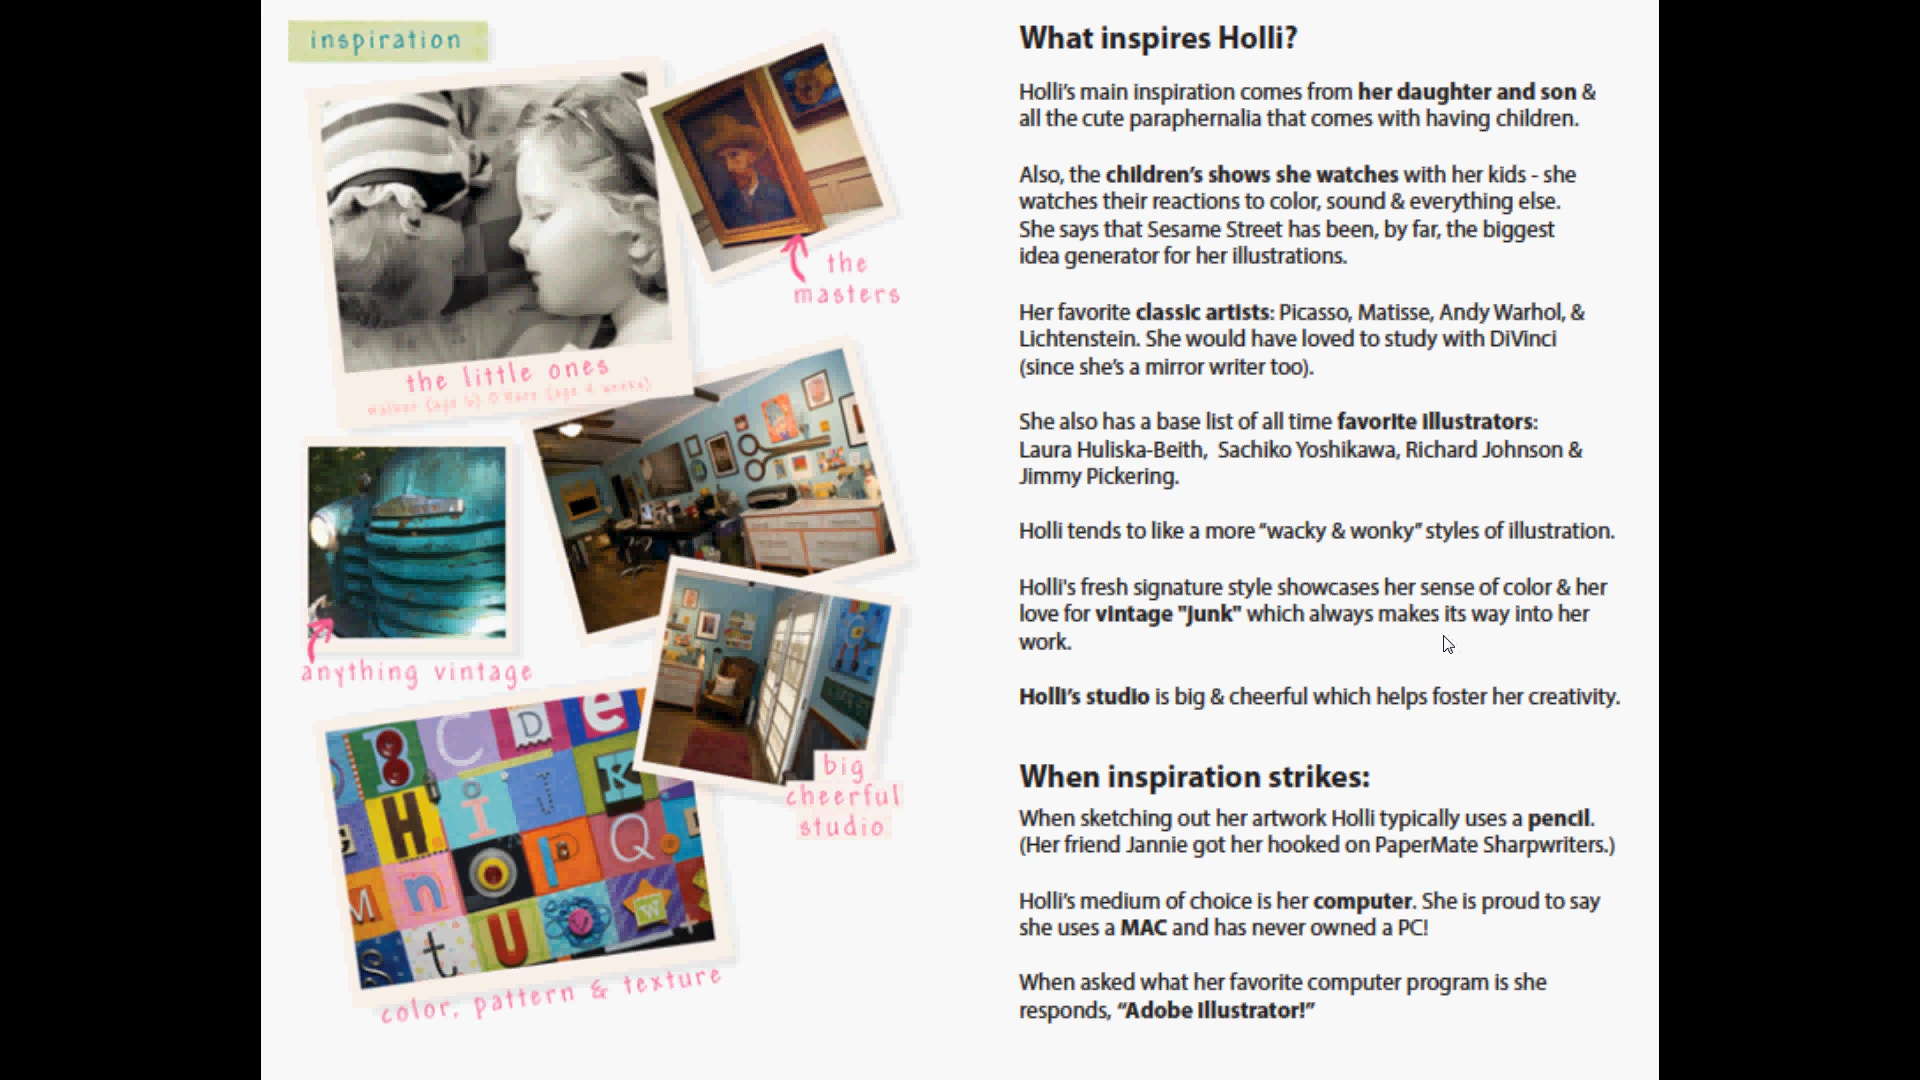 inspiration
the
masters
the little ones
anything vintage
big
cheerful
studio
color, pattern & texture
B C D e
H i J K
n O P Q
M
S t U V W
What inspires Holli?
Holli's main inspiration comes from her daughter and son &
all the cute paraphernalia that comes with having children.
Also, the children's shows she watches with her kids - she
watches their reactions to color, sound & everything else.
She says that Sesame Street has been, by far, the biggest
idea generator for her illustrations.
Her favorite classic artists: Picasso, Matisse, Andy Warhol, &
Lichtenstein. She would have loved to study with DiVinci
(since she's a mirror writer too).
She also has a base list of all time favorite illustrators:
Laura Huliska-Beith, Sachiko Yoshikawa, Richard Johnson &
Jimmy Pickering.
Holli tends to like a more "wacky & wonky" styles of illustration.
Holli's fresh signature style showcases her sense of color & her
love for vintage "junk" which always makes its way into her
work.
Holli's studio is big & cheerful which helps foster her creativity.
When inspiration strikes:
When sketching out her artwork Holli typically uses a pencil.
(Her friend Jannie got her hooked on PaperMate Sharpwriters.)
Holli's medium of choice is her computer. She is proud to say
she uses a MAC and has never owned a PC!
When asked what her favorite computer program is she
responds, "Adobe Illustrator!"